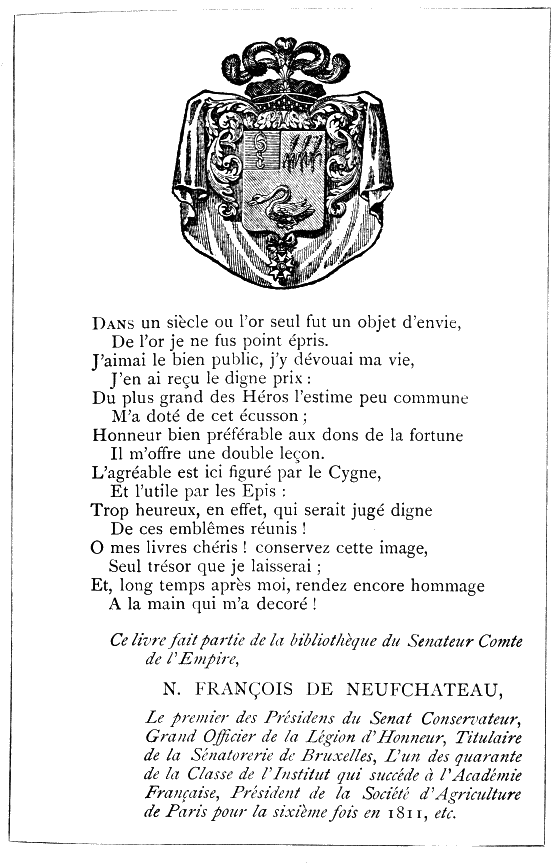 DANS un siècle ou l'or seul fut un objet d'envie,
De l'or je ne fus point épris.
J'aimai le bien public, j'y dévouai ma vie,
J'en ai reçu le digne prix :
Du plus grand des Héros l'estime peu commune
M'a doté de cet écusson ;
Honneur bien préférable aux dons de la fortune
Il m'offre une double leçon.
L'agréable est ici figuré par le Cygne,
Et l'utile par les Epis :
Trop heureux, en effet, qui serait jugé digne
De ces emblêmes réunis !
O mes livres chéris ! conservez cette image,
Seul trésor que je laisserai ;
Et, long temps après moi, rendez encore hommage
A la main qui m'a decoré !
Ce livre fait partie de la bibliothèque du Senateur Comte
de l'Empire,
N. FRANÇOIS DE NEUFCHATEAU,
Le premier des Présidens du Senat Conservateur,
Grand Officier de la Légion d'Honneur, Titulaire
de la Sénatorerie de Bruxelles, L'un des quarante
de la Classe de l'Institut qui succéde à l'Académie
Française, Président de la Société d'Agriculture
de Paris pour la sixième fois en 1811, etc.